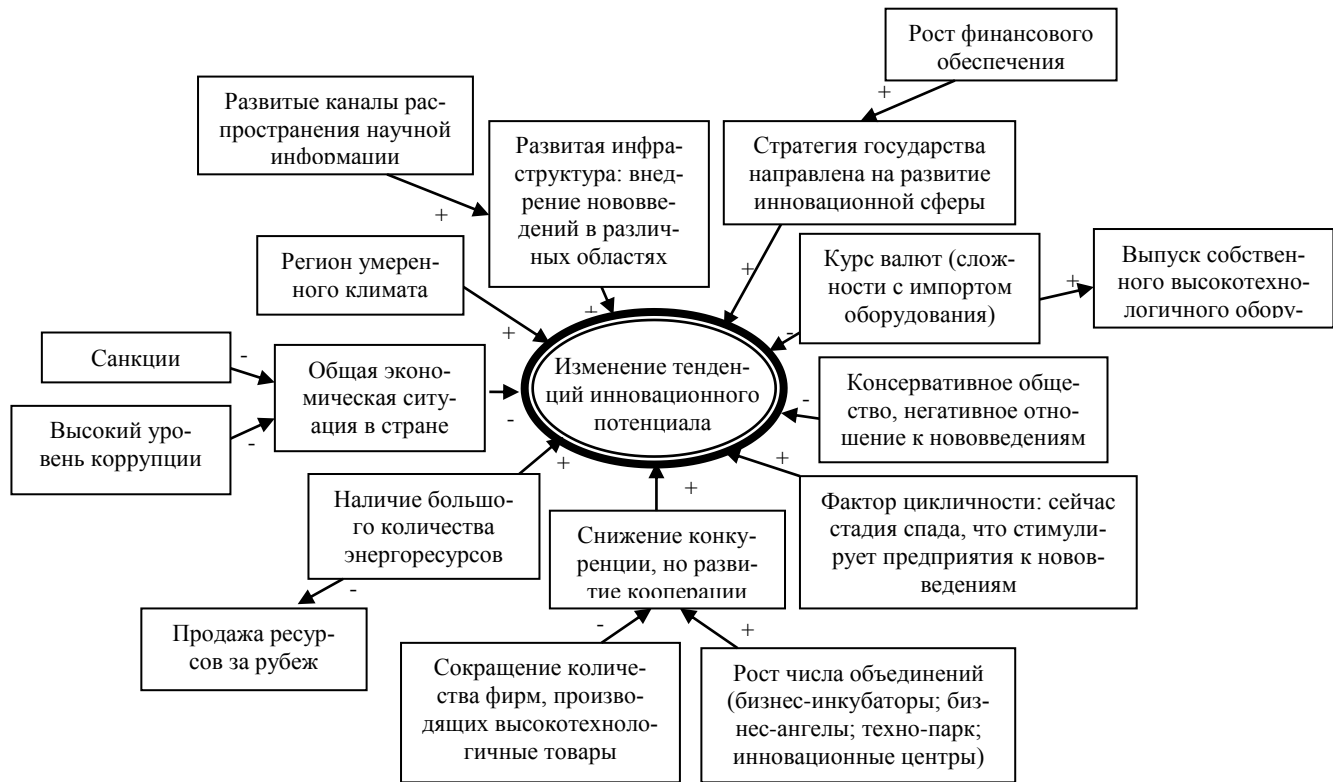 Рост финансового
обеспечения
+
Развитые каналы рас-
пространения научной
информации
+
Развитая инфра-
структура: внед-
рение нововве-
дений в различ-
ных областях
+
Стратегия государства
направлена на развитие
инновационной сферы
+
Регион умерен-
ного климата
+
Курс валют (слож-
ности с импортом
оборудования)
-
+
Выпуск собствен-
ного высокотехно-
логичного обору-
Санкции
-
Высокий уро-
вень коррупции
-
Общая эконо-
мическая ситу-
ация в стране
-
Изменение тенден-
ций инновационного
потенциала
Консервативное обще-
ство, негативное отно-
шение к нововведениям
-
Наличие большо-
го количества
энергоресурсов
+
-
Продажа ресур-
сов за рубеж
Снижение конку-
ренции, но разви-
тие кооперации
+
Фактор цикличности: сейчас
стадия спада, что стимули-
рует предприятия к новов-
ведениям
+
-
Сокращение количе-
ства фирм, производ-
дящих высокотехноло-
гичные товары
+
Рост числа объединений
(бизнес-инкубаторы; биз-
нес-ангелы; техно-парк;
инновационные центры)